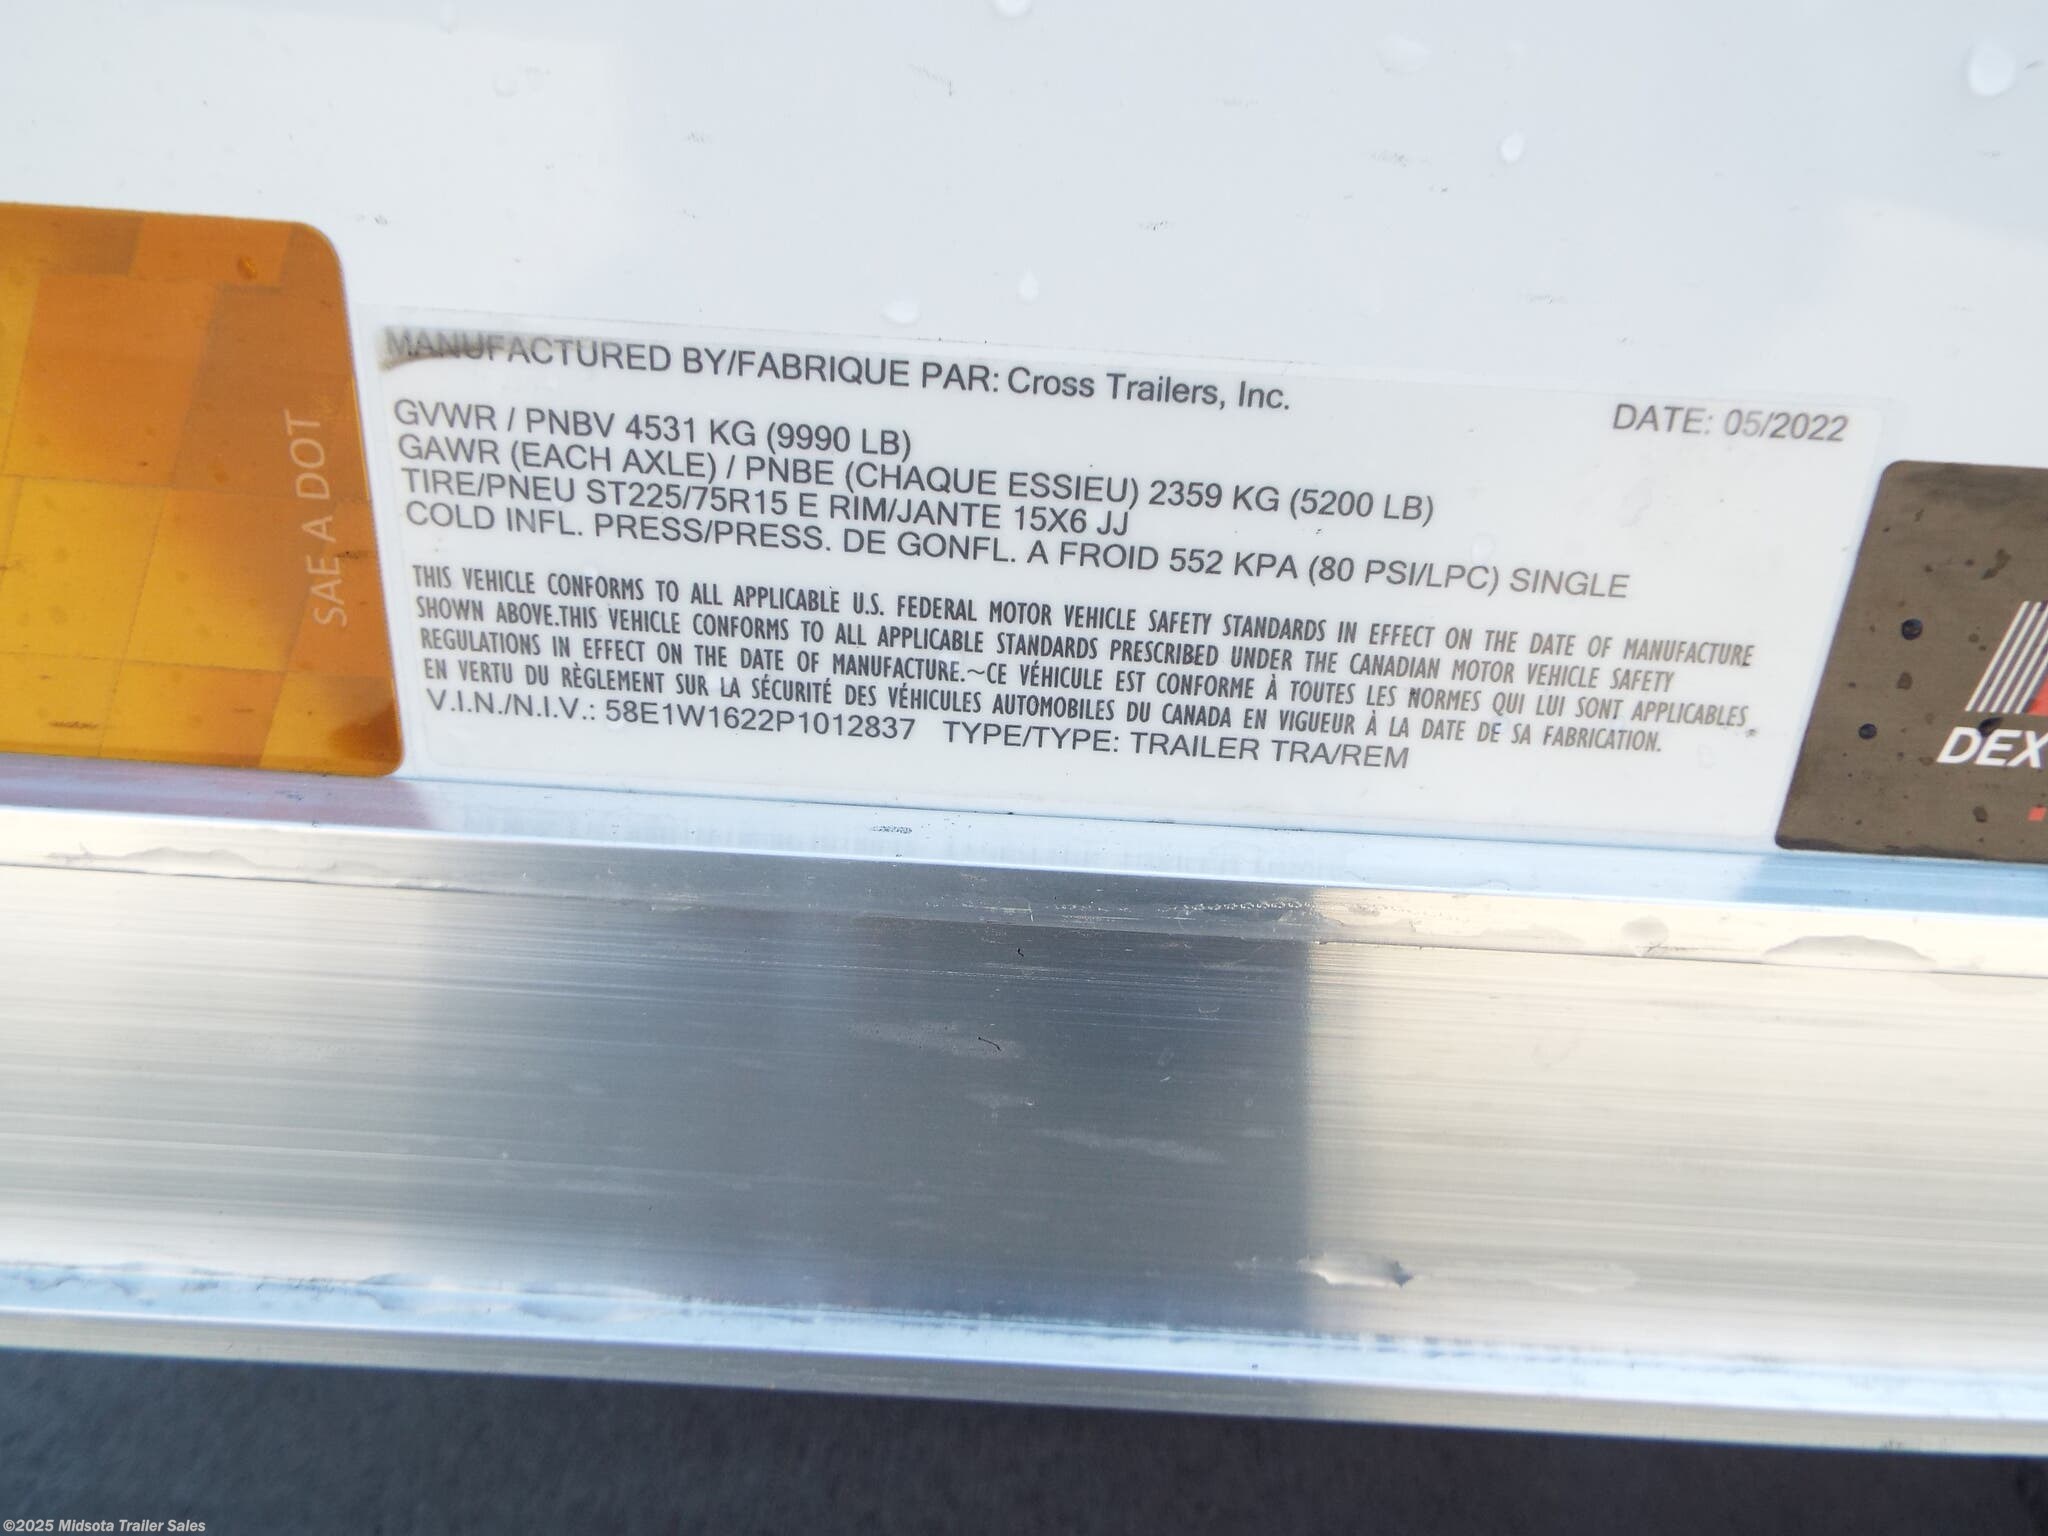 MANUFACTURED BY/FABRIQUE PAR: Cross Trailers, Inc.
DATE: 05/2022
GVWR / PNBV 4531 KG (9990 LB)
GAWR (EACH AXLE) / PNBE (CHAQUE ESSIEU) 2359 KG (5200 LB)
TIRE/PNEU ST225/75R15 E RIM/JANTE 15X6 JJ
COLD INFL. PRESS/PRESS. DE GONFL. A FROID 552 KPA (80 PSI/LPC) SINGLE
THIS VEHICLE CONFORMS TO ALL APPLICABLE U.S. FEDERAL MOTOR VEHICLE SAFETY STANDARDS IN EFFECT ON THE DATE OF MANUFACTURE
SHOWN ABOVE.THIS VEHICLE CONFORMS TO ALL APPLICABLE STANDARDS PRESCRIBED UNDER THE CANADIAN MOTOR VEHICLE SAFETY
REGULATIONS IN EFFECT ON THE DATE OF MANUFACTURE.~CE VÉHICULE EST CONFORME À TOUTES LES NORMES QUI LUI SONT APPLICABLES
EN VERTU DU RÈGLEMENT SUR LA SÉCURITÉ DES VÉHICULES AUTOMOBILES DU CANADA EN VIGUEUR À LA DATE DE SA FABRICATION.
V.I.N./N.I.V.: 58E1W1622P1012837 TYPE/TYPE: TRAILER TRA/REM
SAE A DOT
DEX
©2025 Midsota Trailer Sales